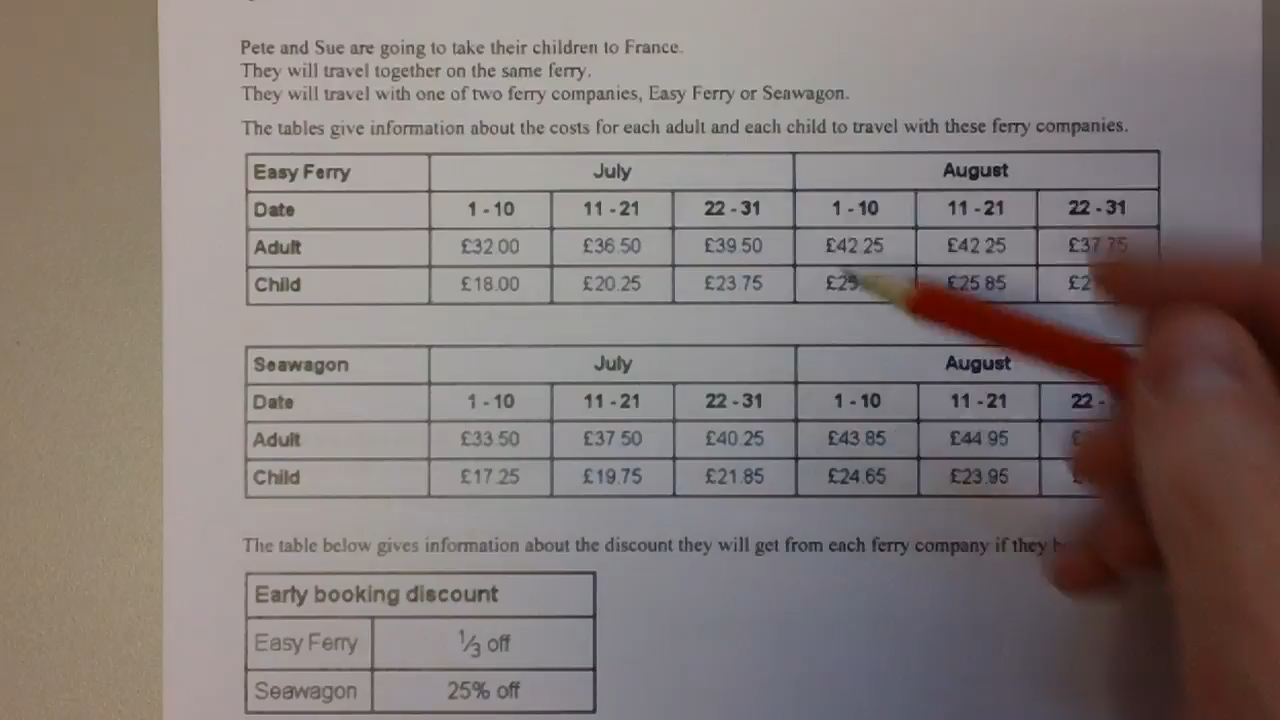 Pete and Sue are going to take their children to France.
They will travel together on the same ferry.
They will travel with one of two ferry companies, Easy Ferry or Seawagon.
The tables give information about the costs for each adult and each child to travel with these ferry companies.
Easy Ferry July August
Date 1 - 10 11 - 21 22 - 31 1 - 10 11 - 21 22 - 31
Adult £32.00 £36.50 £39.50 £42.25 £42.25 £37.75
Child £18.00 £20.25 £23.75 £25.85
Seawagon July August
Date 1 - 10 11 - 21 22 - 31 1 - 10 11 - 21 22 -
Adult £33.50 £37.50 £40.25 £43.85 £44.95
Child £17.25 £19.75 £21.85 £24.65 £23.95
The table below gives information about the discount they will get from each ferry company if they
Early booking discount
Easy Ferry ⅓ off
Seawagon 25% off